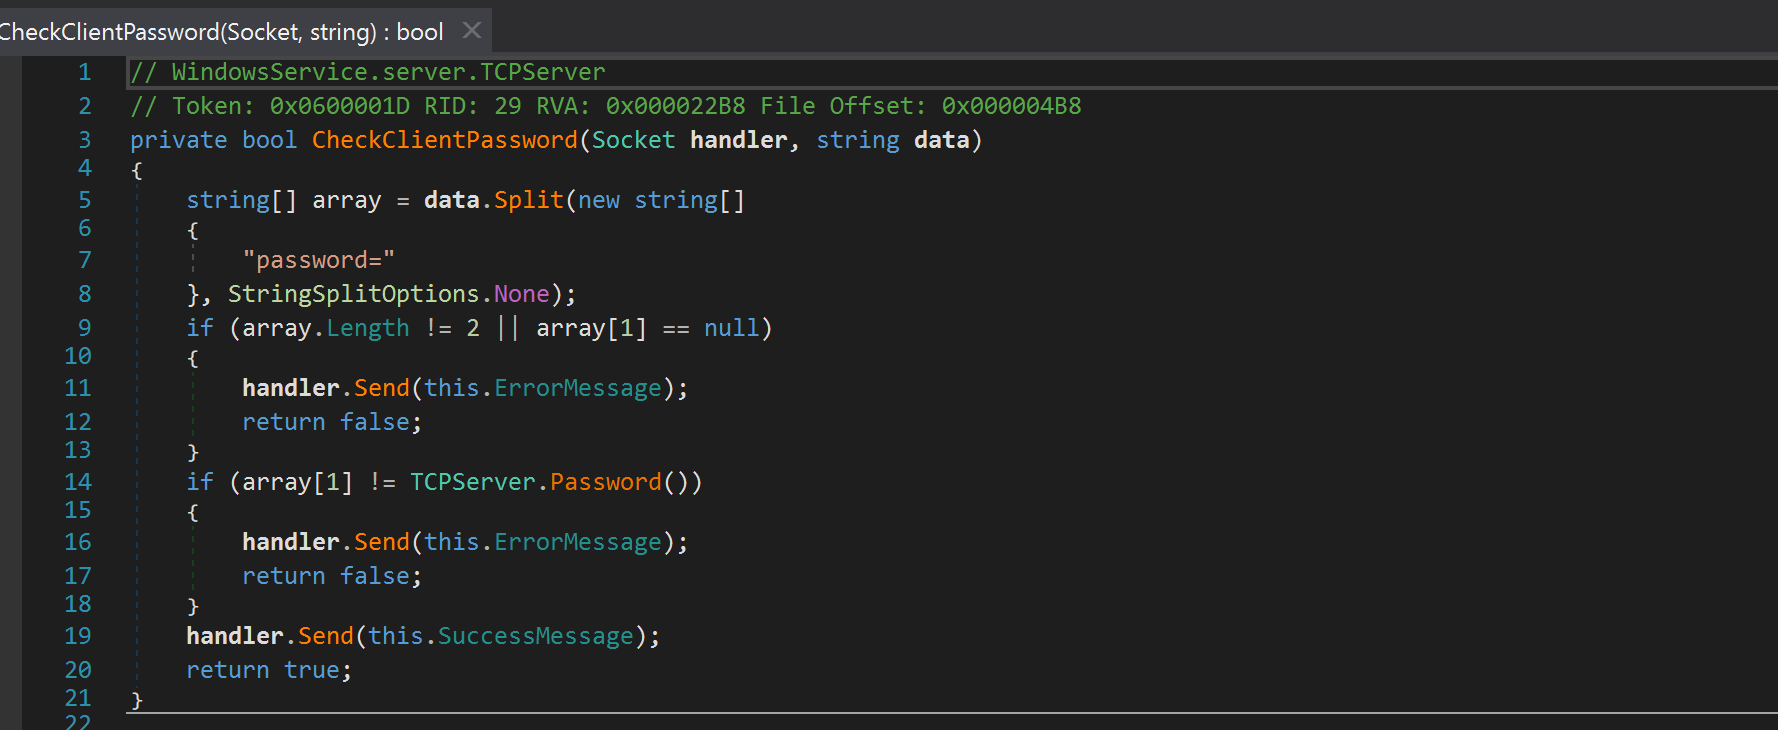 CheckClientPassword(Socket, string) : bool
1 // WindowsService.server.TCPServer
2 // Token: 0x0600001D RID: 29 RVA: 0x000022B8 File Offset: 0x000004B8
3 private bool CheckClientPassword(Socket handler, string data)
4 {
5     string[] array = data.Split(new string[]
6     {
7         "password="
8     }, StringSplitOptions.None);
9     if (array.Length != 2 || array[1] == null)
10     {
11         handler.Send(this.ErrorMessage);
12         return false;
13     }
14     if (array[1] != TCPServer.Password())
15     {
16         handler.Send(this.ErrorMessage);
17         return false;
18     }
19     handler.Send(this.SuccessMessage);
20     return true;
21 }
22